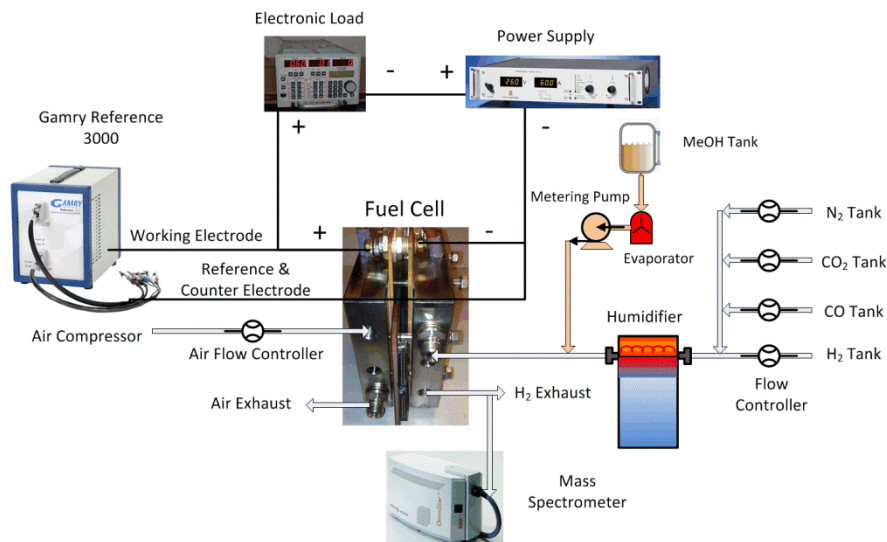 Electronic Load
Power Supply
-
+
+
-
Gamry Reference
3000
GAMRY
Working Electrode
Fuel Cell
+
-
Reference &
Counter Electrode
MeOH Tank
Metering Pump
Evaporator
N₂ Tank
CO₂ Tank
CO Tank
H₂ Tank
Flow
Controller
Humidifier
Air Compressor
Air Flow Controller
Air Exhaust
H₂ Exhaust
Mass
Spectrometer